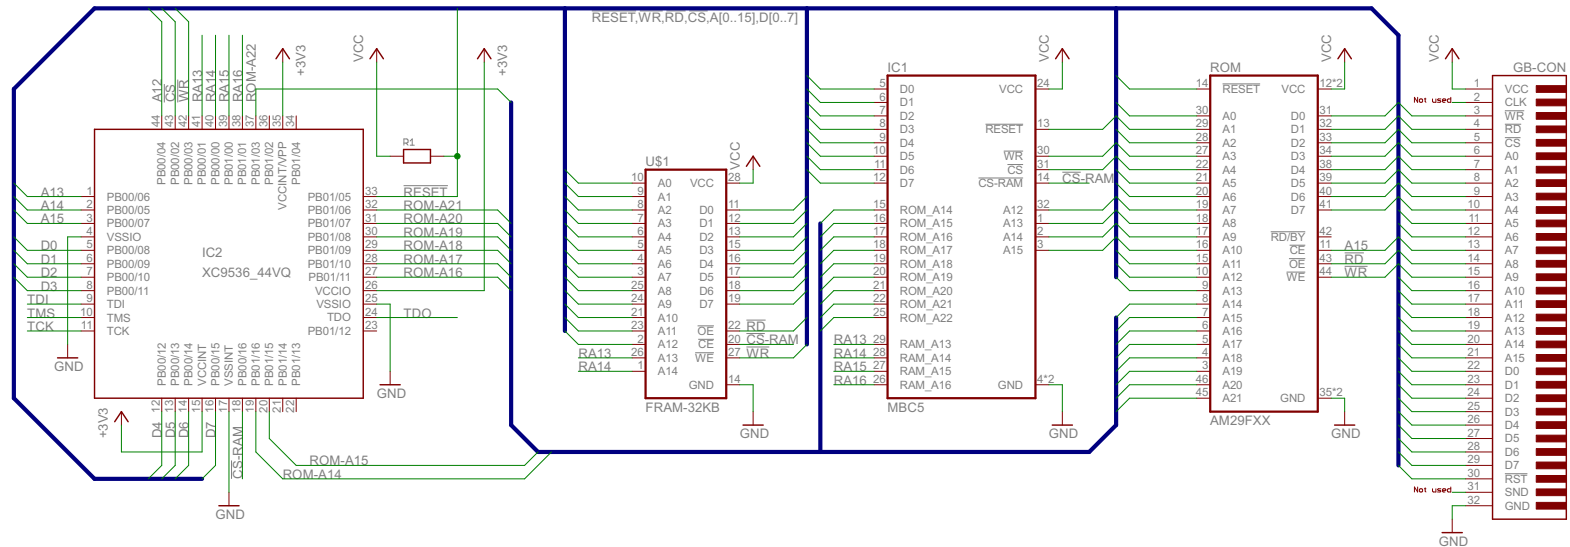 RESET,WR,RD,CS,A[0..15],D[0..7]
A12
CS
WR
RA13
RA14
RA15
RA16
ROM-A22
+3V3
VCC
+3V3
44
43
42
41
40
39
38
37
36
35
34
PB00/04
PB00/02
PB00/03
PB00/01
PB00/00
PB01/00
PB01/01
PB01/03
PB01/02
VCCINT/VPP
PB01/04
R1
A13 1 PB00/06
A14 2 PB00/05
A15 3 PB00/07
4 VSSIO
D0 5 PB00/08
D1 6 PB00/09
D2 7 PB00/10
D3 8 PB00/11
TDI 9 TDI
TMS 10 TMS
TCK 11 TCK
IC2
XC9536_44VQ
PB01/05 33 RESET
PB01/06 32 ROM-A21
PB01/07 31 ROM-A20
PB01/08 30 ROM-A19
PB01/09 29 ROM-A18
PB01/10 28 ROM-A17
PB01/11 27 ROM-A16
VCCIO 26
VSSIO 25
TDO 24 TDO
PB01/12 23
PB00/12
PB00/13
PB00/14
VCCINT
PB00/15
VSSINT
PB00/16
PB01/16
PB01/15
PB01/14
PB01/13
12
13
14
15
16
17
18
19
20
21
22
GND
+3V3
D4
D5
D6
D7
CS-RAM
GND
GND
ROM-A15
ROM-A14
U$1
VCC
10 A0 VCC 28
9 A1
8 A2 D0 11
7 A3 D1 12
6 A4 D2 13
5 A5 D3 15
4 A6 D4 16
3 A7 D5 17
25 A8 D6 18
24 A9 D7 19
21 A10
23 A11 OE 22 RD
2 A12 CE 20 CS-RAM
RA13 26 A13 WE 27 WR
RA14 1 A14
GND 14
FRAM-32KB
GND
IC1
VCC
5 D0 VCC 24
6 D1
7 D2
8 D3 RESET 13
9 D4
10 D5 WR 30
11 D6 CS 31
12 D7 CS-RAM 14 CS-RAM
15 ROM_A14 A12 32
16 ROM_A15 A13 1
17 ROM_A16 A14 2
18 ROM_A17 A15 3
19 ROM_A18
20 ROM_A19
21 ROM_A20
22 ROM_A21
25 ROM_A22
RA13 29 RAM_A13
RA14 28 RAM_A14
RA15 27 RAM_A15
RA16 26 RAM_A16 GND 4*2
MBC5
GND
ROM
VCC
14 RESET VCC 12*2
30 A0 D0 31
29 A1 D1 32
28 A2 D2 33
27 A3 D3 34
22 A4 D4 38
21 A5 D5 39
20 A6 D6 40
19 A7 D7 41
18 A8
17 A9 RD/BY 42
16 A10 CE 11 A15
15 A11 OE 43 RD
10 A12 WE 44 WR
9 A13
8 A14
7 A15
6 A16
5 A17
4 A18
3 A19
46 A20
45 A21 GND 35*2
AM29FXX
GND
GB-CON
VCC
1 VCC
Not used 2 CLK
3 WR
4 RD
5 CS
6 A0
7 A1
8 A2
9 A3
10 A4
11 A5
12 A6
13 A7
14 A8
15 A9
16 A10
17 A11
18 A12
19 A13
20 A14
21 A15
22 D0
23 D1
24 D2
25 D3
26 D4
27 D5
28 D6
29 D7
30 RST
Not used 31 SND
32 GND
GND